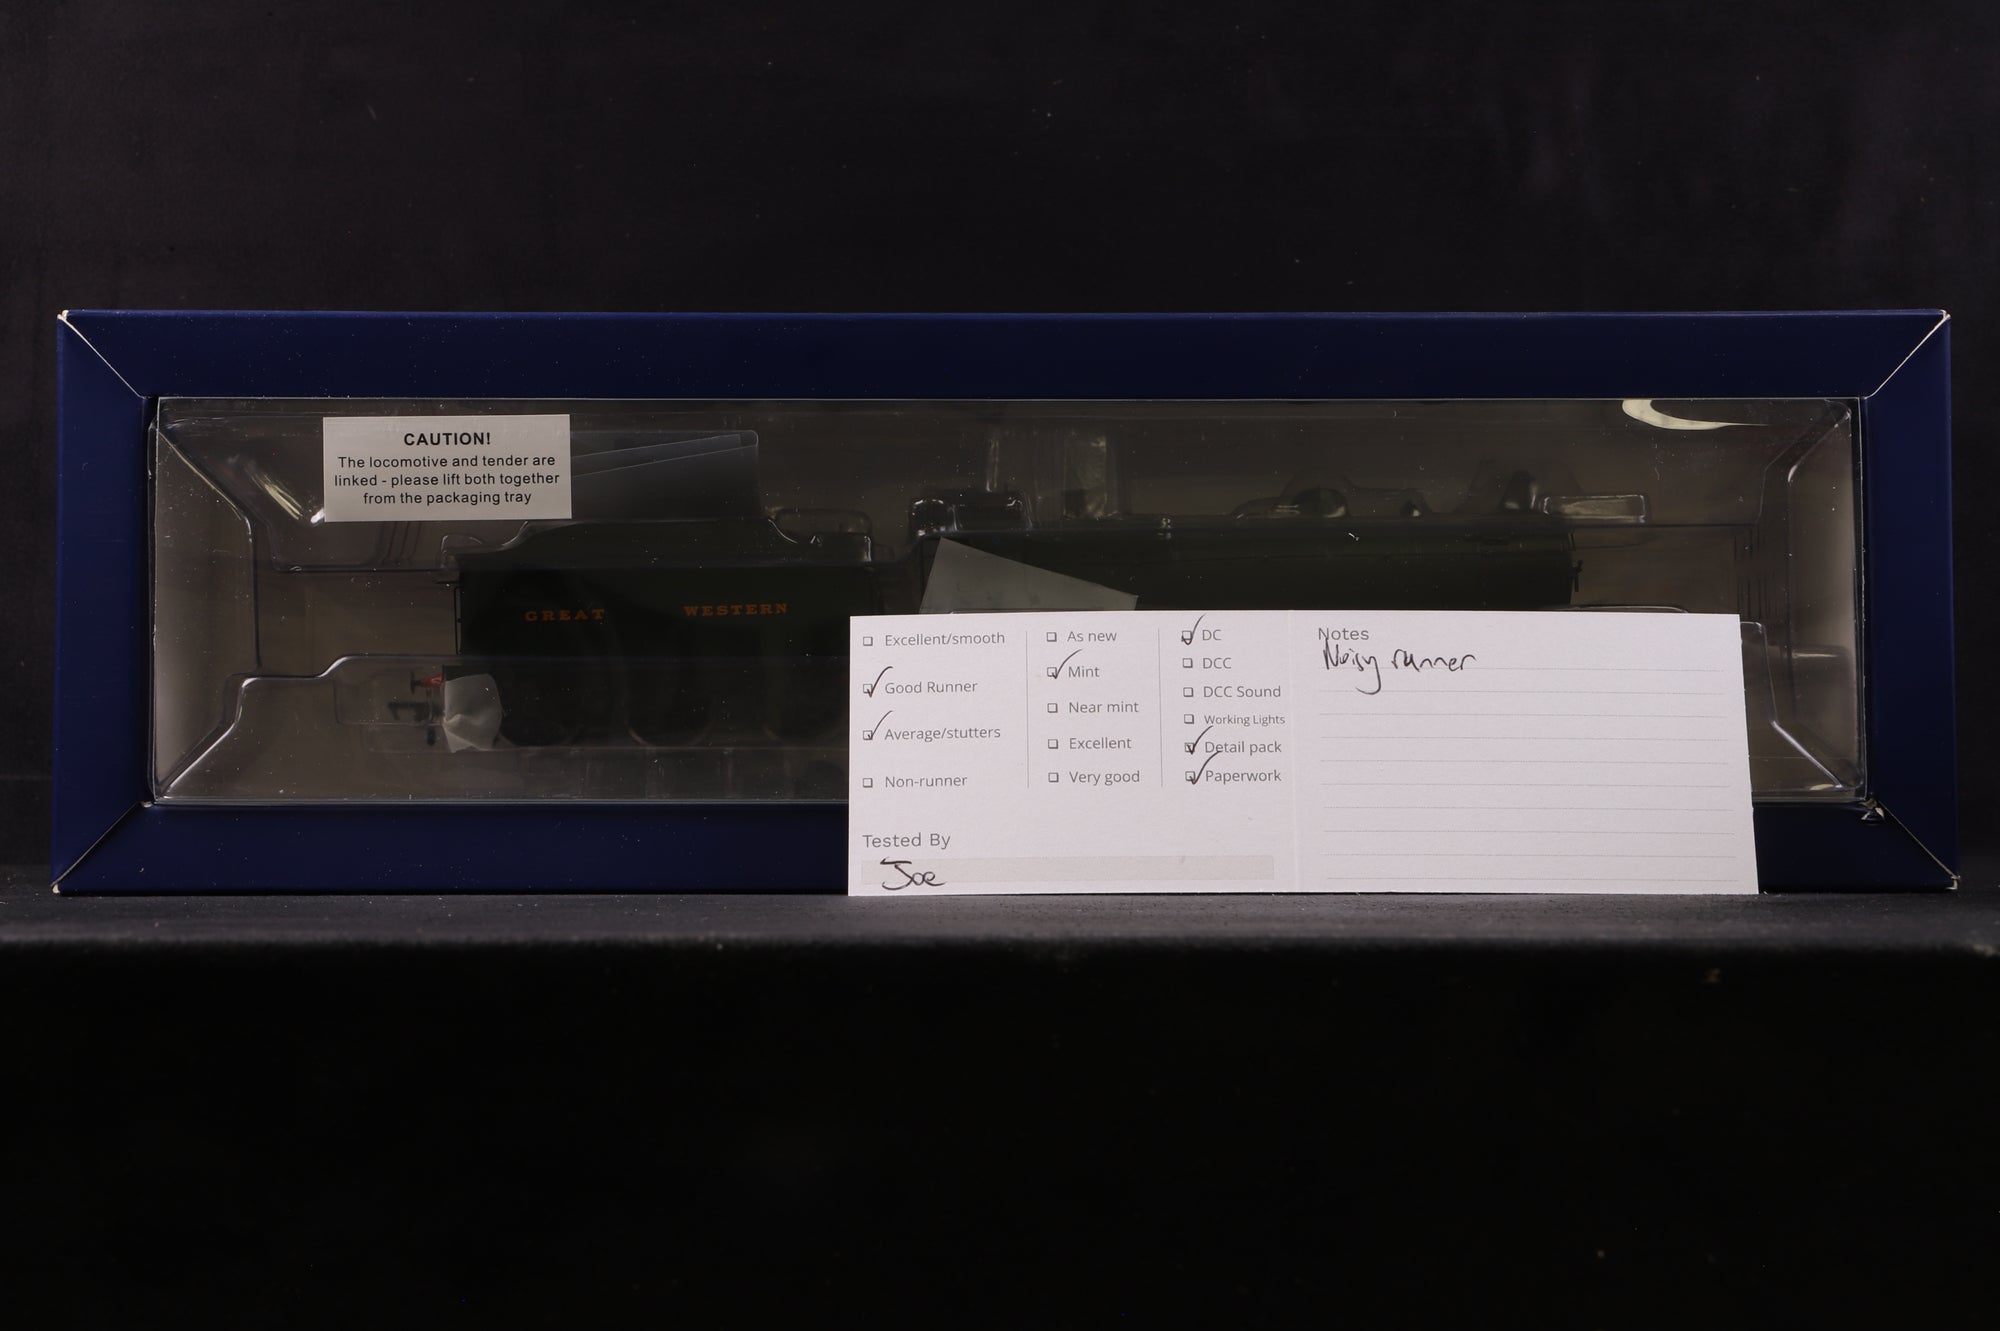 CAUTION!
The locomotive and tender are
linked - please lift both together
from the packaging tray
GREAT WESTERN
Excellent/smooth
Good Runner
Average/stutters
Non-runner
As new
Mint
Near mint
Excellent
Very good
DC
DCC
DCC Sound
Working Lights
Detail pack
Paperwork
Tested By
Joe
Notes
Noisy runner